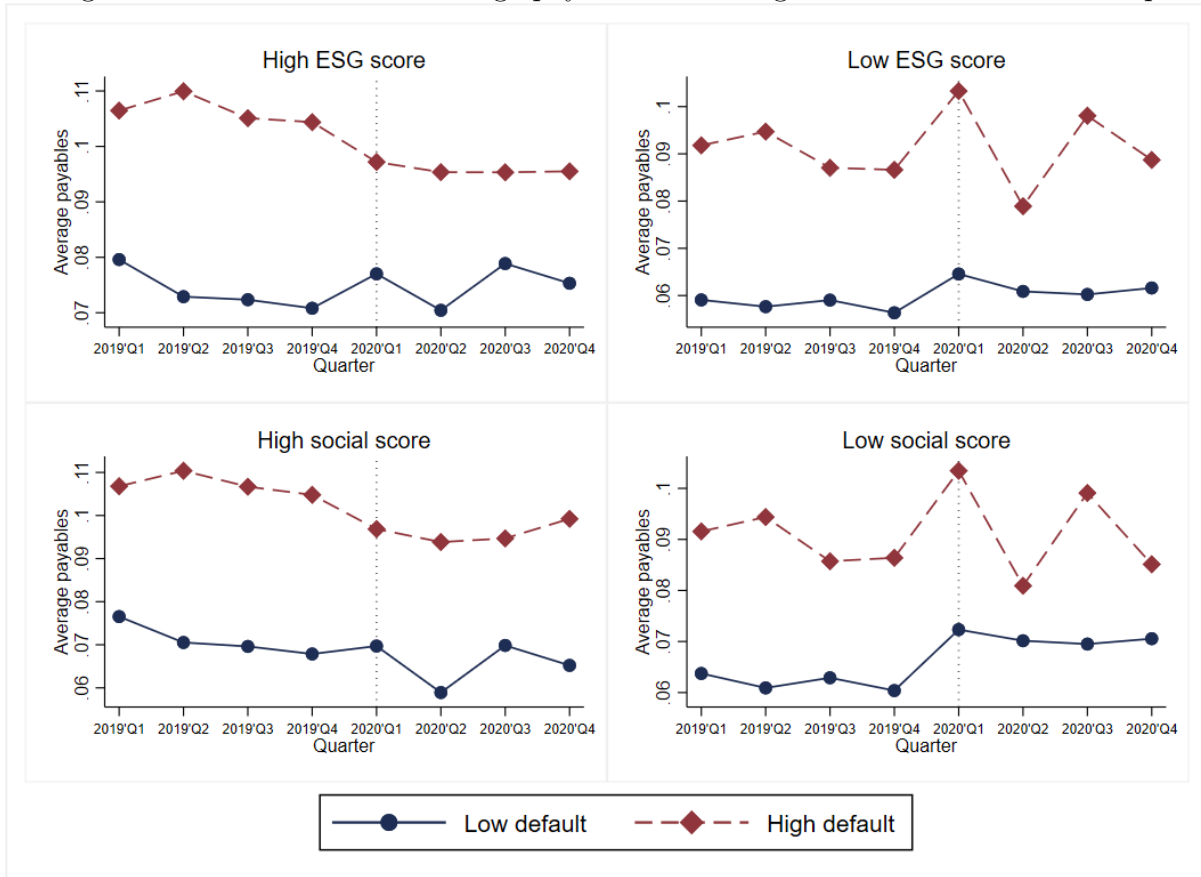 High ESG score
Average payables
.07 .08 .09 .1 .11
2019'Q1 2019'Q2 2019'Q3 2019'Q4 2020'Q1 2020'Q2 2020'Q3 2020'Q4
Quarter
Low ESG score
Average payables
.06 .07 .08 .09 .1
2019'Q1 2019'Q2 2019'Q3 2019'Q4 2020'Q1 2020'Q2 2020'Q3 2020'Q4
Quarter
High social score
Average payables
.06 .07 .08 .09 .1 .11
2019'Q1 2019'Q2 2019'Q3 2019'Q4 2020'Q1 2020'Q2 2020'Q3 2020'Q4
Quarter
Low social score
Average payables
.06 .07 .08 .09 .1
2019'Q1 2019'Q2 2019'Q3 2019'Q4 2020'Q1 2020'Q2 2020'Q3 2020'Q4
Quarter
Low default High default